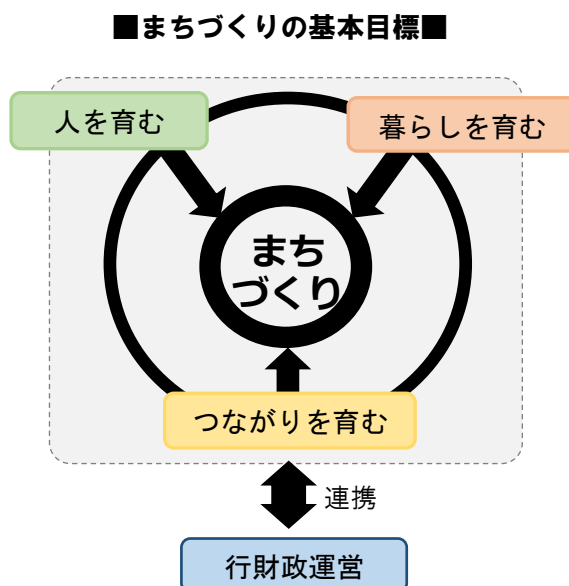 ■まちづくりの基本目標■
人を育む
暮らしを育む
まち
づくり
つながりを育む
連携
行財政運営